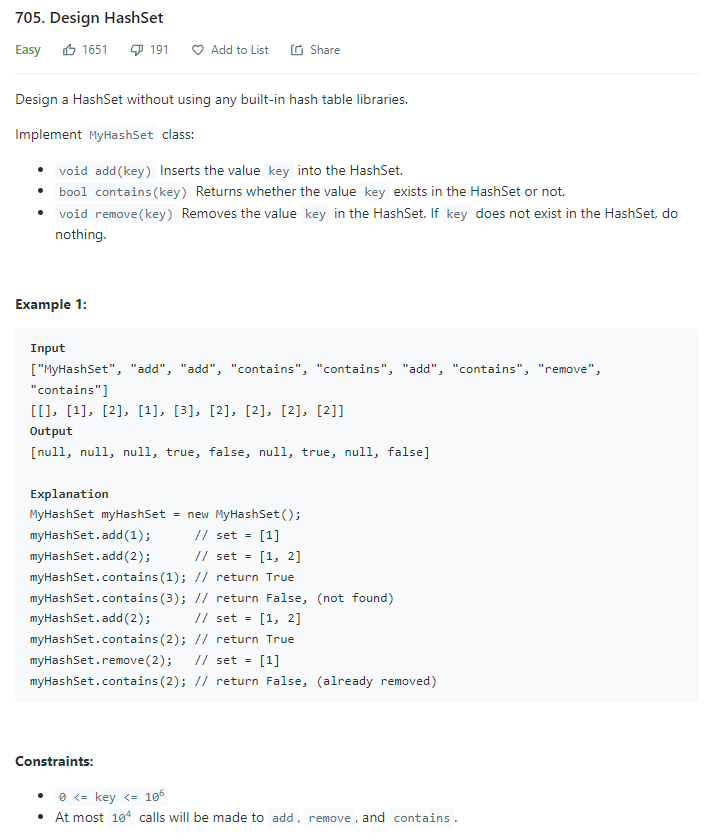 705. Design HashSet
Easy 1651 191 Add to List Share
Design a HashSet without using any built-in hash table libraries.
Implement MyHashSet class:
• void add(key) Inserts the value key into the HashSet.
• bool contains(key) Returns whether the value key exists in the HashSet or not.
• void remove(key) Removes the value key in the HashSet. If key does not exist in the HashSet, do
nothing.
Example 1:
Input
["MyHashSet", "add", "add", "contains", "contains", "add", "contains", "remove",
"contains"]
[[], [1], [2], [1], [3], [2], [2], [2], [2]]
Output
[null, null, null, true, false, null, true, null, false]
Explanation
MyHashSet myHashSet = new MyHashSet();
myHashSet.add(1);      // set = [1]
myHashSet.add(2);      // set = [1, 2]
myHashSet.contains(1); // return True
myHashSet.contains(3); // return False, (not found)
myHashSet.add(2);      // set = [1, 2]
myHashSet.contains(2); // return True
myHashSet.remove(2);   // set = [1]
myHashSet.contains(2); // return False, (already removed)
Constraints:
• 0 <= key <= 10⁶
• At most 10⁴ calls will be made to add, remove, and contains.